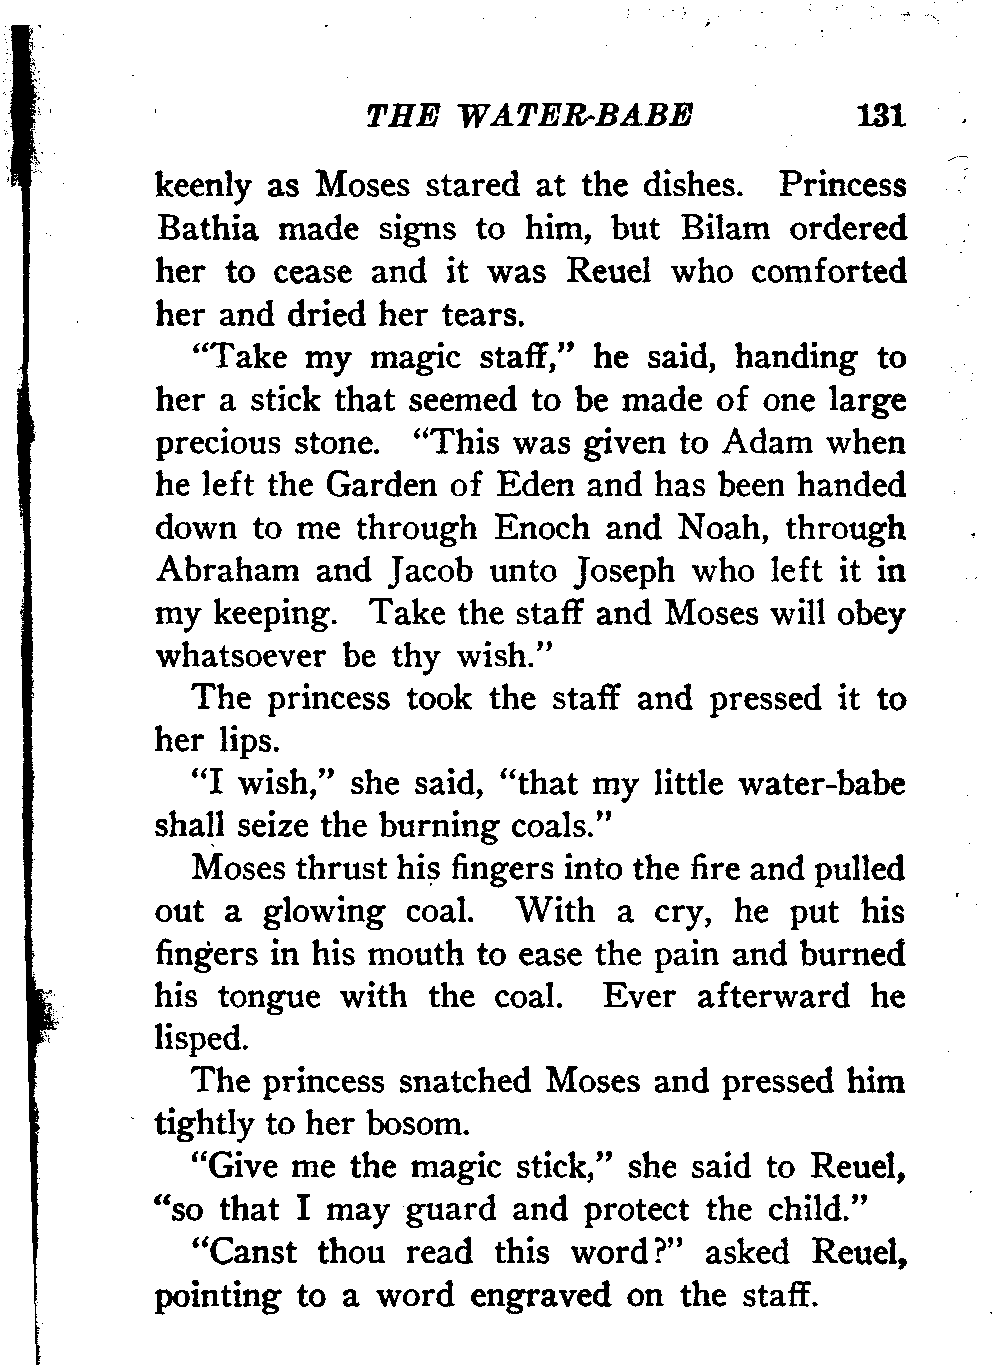 THE WATER-BABE 131
keenly as Moses stared at the dishes. Princess
Bathia made signs to him, but Bilam ordered
her to cease and it was Reuel who comforted
her and dried her tears.
"Take my magic staff," he said, handing to
her a stick that seemed to be made of one large
precious stone. "This was given to Adam when
he left the Garden of Eden and has been handed
down to me through Enoch and Noah, through
Abraham and Jacob unto Joseph who left it in
my keeping. Take the staff and Moses will obey
whatsoever be thy wish."
The princess took the staff and pressed it to
her lips.
"I wish," she said, "that my little water-babe
shall seize the burning coals."
Moses thrust his fingers into the fire and pulled
out a glowing coal. With a cry, he put his
fingers in his mouth to ease the pain and burned
his tongue with the coal. Ever afterward he
lisped.
The princess snatched Moses and pressed him
tightly to her bosom.
"Give me the magic stick," she said to Reuel,
"so that I may guard and protect the child."
"Canst thou read this word?" asked Reuel,
pointing to a word engraved on the staff.